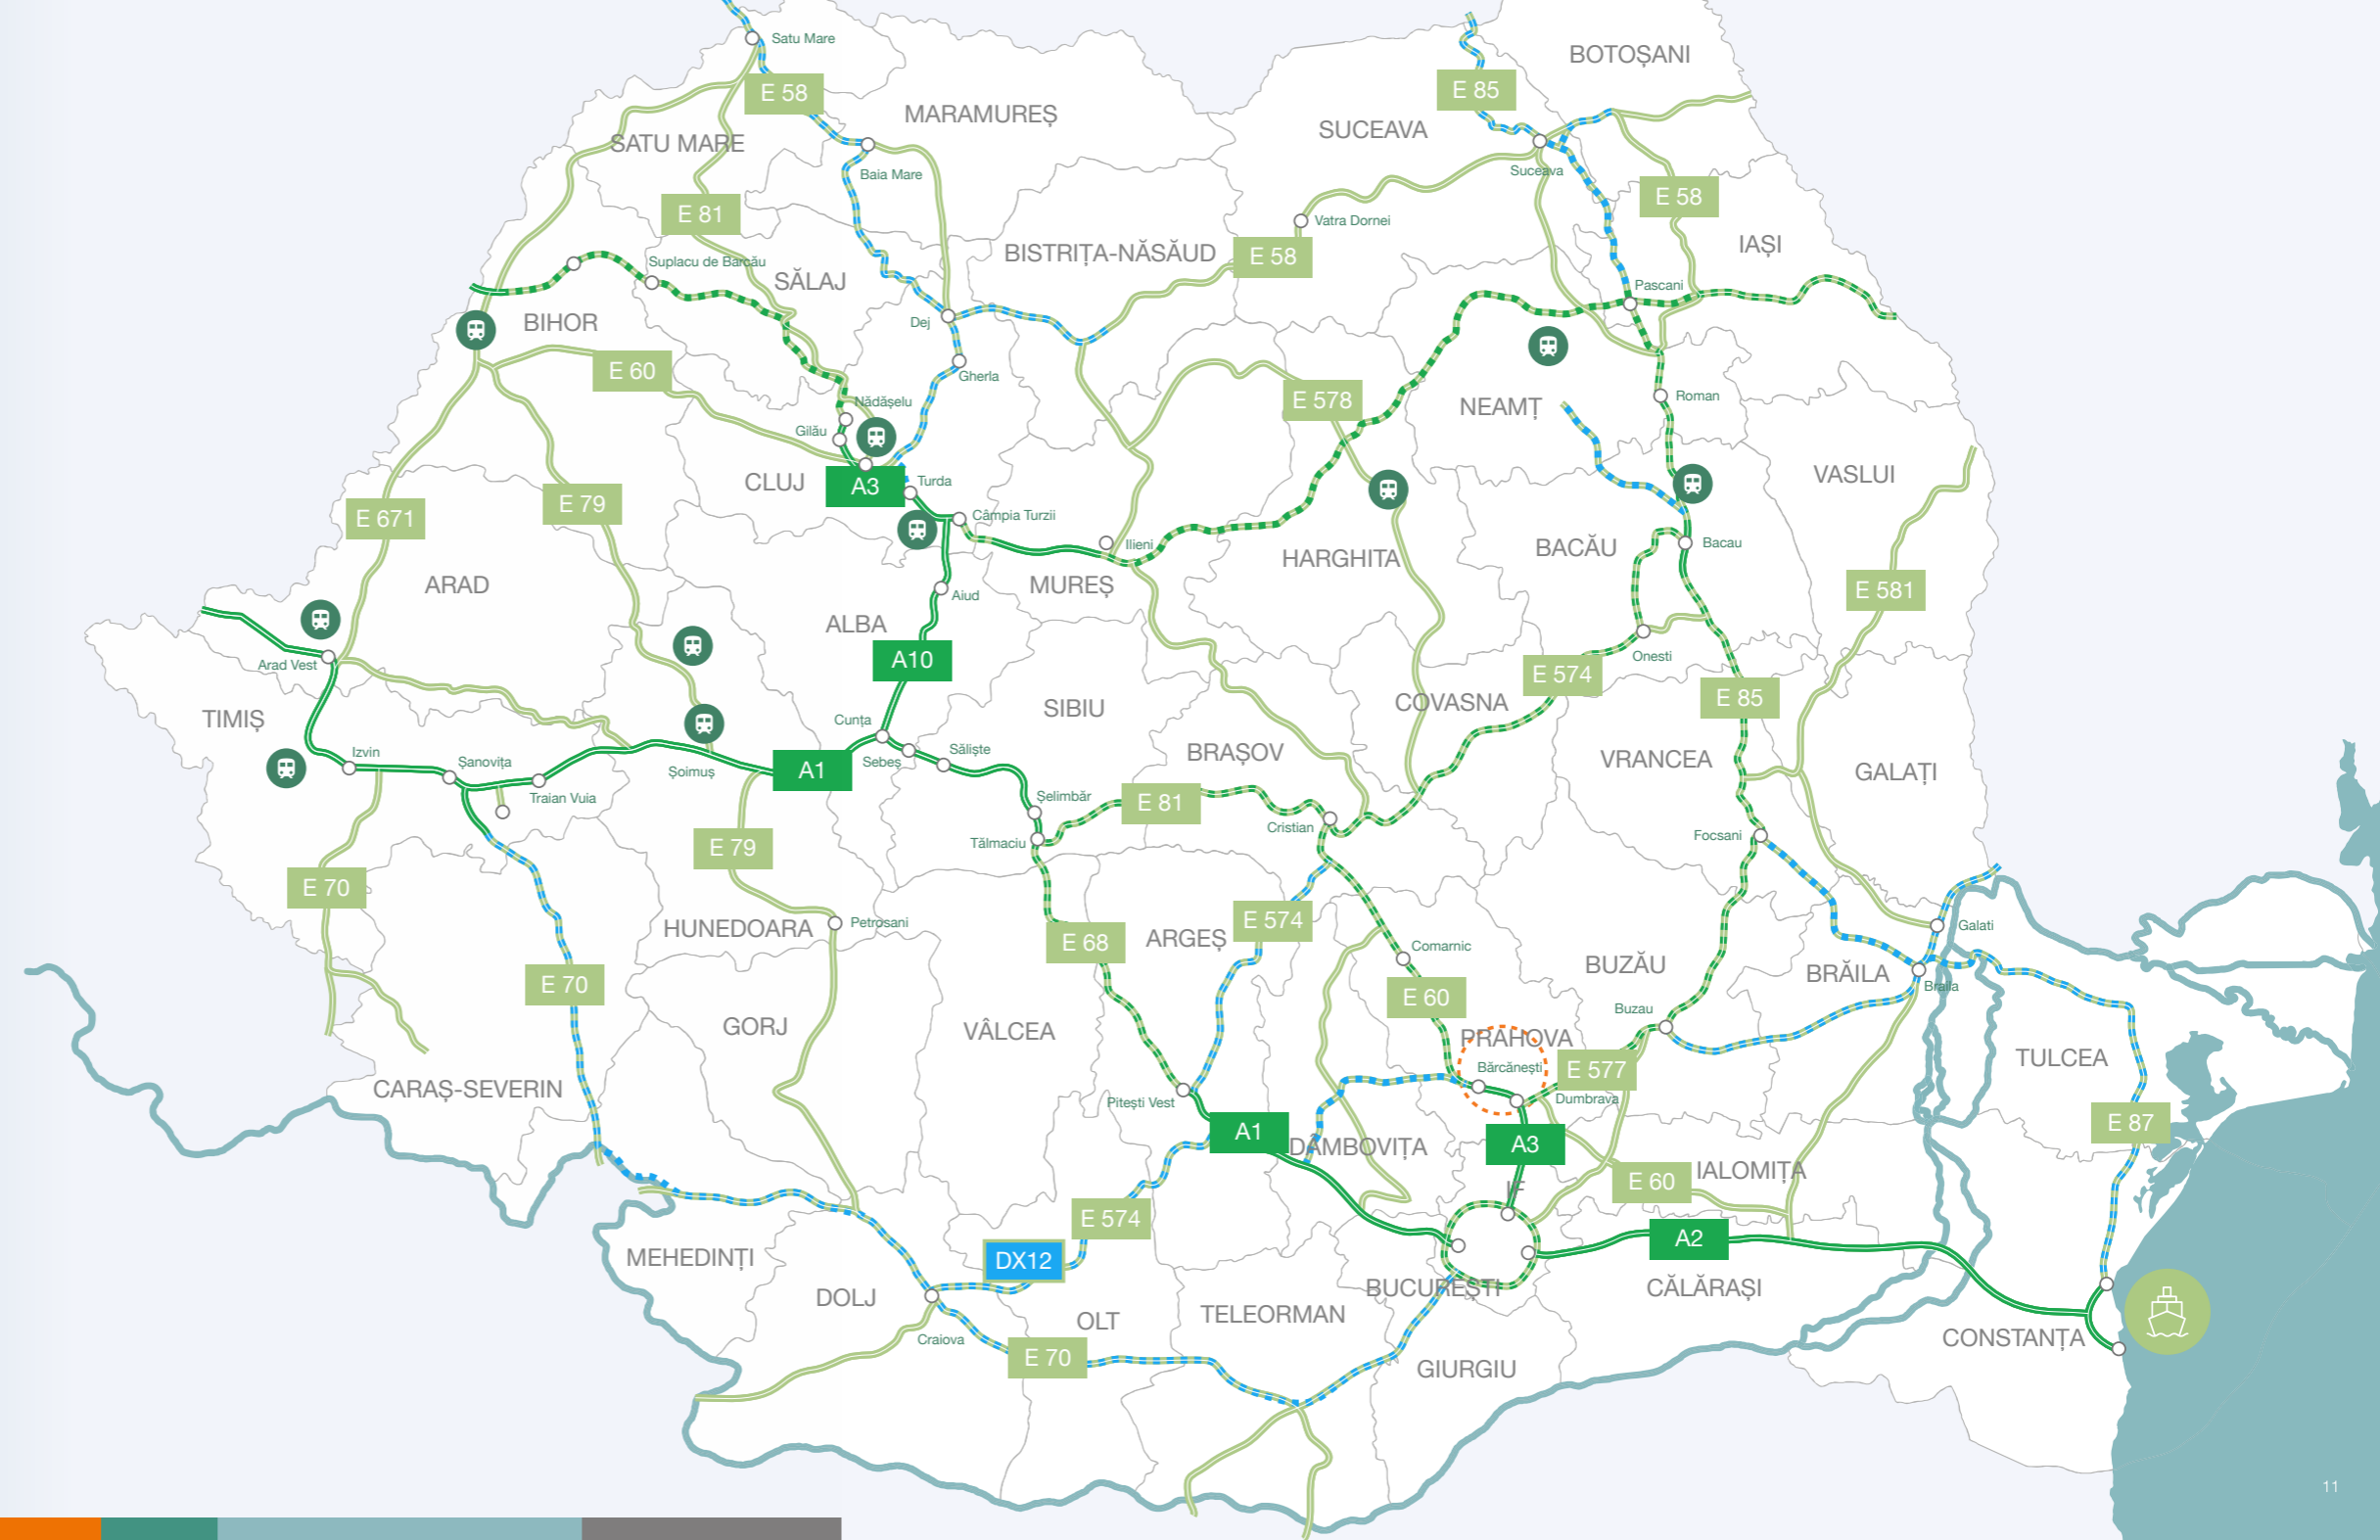 Satu Mare
BOTOȘANI
E 58
E 85
MARAMUREȘ
SUCEAVA
SATU MARE
Baia Mare
Suceava
E 81
E 58
Vatra Dornei
IAȘI
BISTRIȚA-NĂSĂUD
E 58
Suplacu de Barcău
SĂLAJ
Pascani
BIHOR
Dej
E 60
Gherla
E 578
Nădășelu
Roman
NEAMȚ
Gilău
CLUJ
A3
Turda
VASLUI
E 79
E 671
Câmpia Turzii
Ilieni
BACĂU
Bacau
HARGHITA
ARAD
MUREȘ
E 581
Aiud
ALBA
A10
Onesti
Arad Vest
E 574
E 85
COVASNA
SIBIU
TIMIȘ
Cunța
Izvin
Săliște
BRAȘOV
VRANCEA
Șanovița
Sebeș
Șoimuș
A1
GALAȚI
Traian Vuia
Șelimbăr
E 81
Cristian
Focsani
Tălmaciu
E 79
E 70
Petrosani
E 574
Galati
HUNEDOARA
E 68
ARGEȘ
Comarnic
BUZĂU
BRĂILA
E 70
Braila
E 60
Buzau
GORJ
VÂLCEA
PRAHOVA
TULCEA
Bărcănești
E 577
CARAȘ-SEVERIN
Pitești Vest
Dumbrava
E 87
A1
DÂMBOVIȚA
A3
IALOMIȚA
E 60
IF
E 574
A2
MEHEDINȚI
DX12
BUCUREȘTI
CĂLĂRAȘI
DOLJ
TELEORMAN
OLT
Craiova
CONSTANȚA
E 70
GIURGIU
11